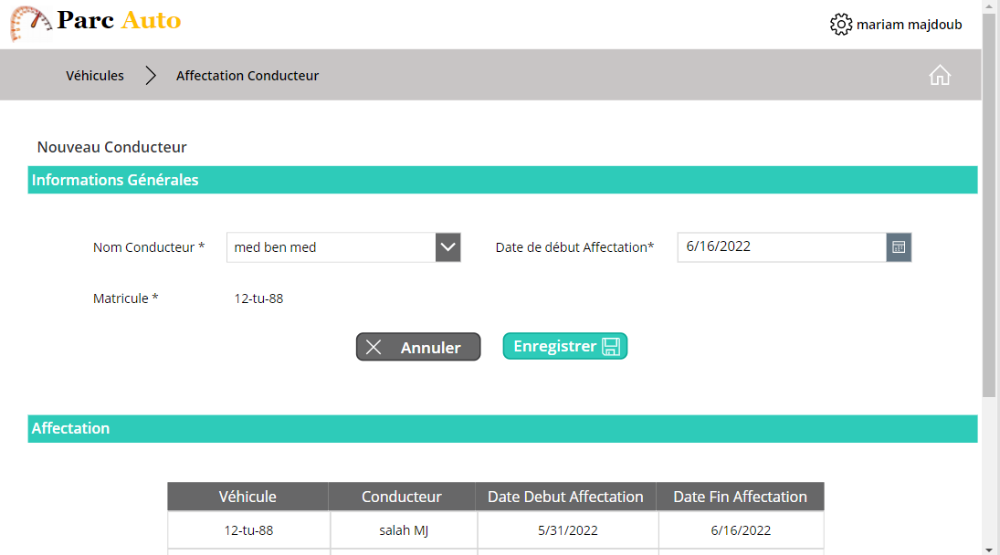 Parc Auto
mariam majdoub
Véhicules
Affectation Conducteur
Nouveau Conducteur
Informations Générales
Nom Conducteur *
med ben med
Date de début Affectation*
6/16/2022
Matricule *
12-tu-88
Annuler
Enregistrer
Affectation
Véhicule Conducteur Date Debut Affectation Date Fin Affectation
12-tu-88 salah MJ 5/31/2022 6/16/2022